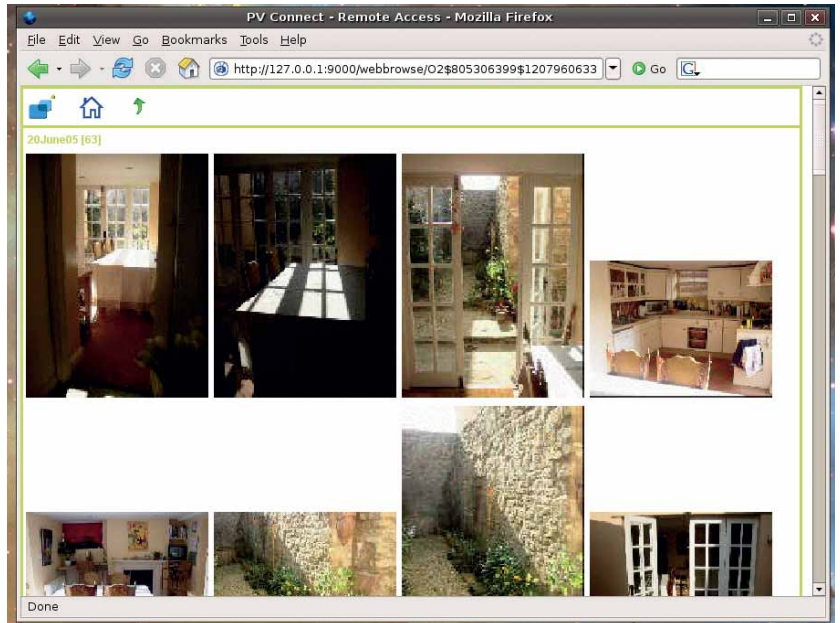 PV Connect - Remote Access - Mozilla Firefox
File Edit View Go Bookmarks Tools Help
http://127.0.0.1:9000/webbrowse/O2$805306399$1207960633 Go G
20June05 [63]
Done